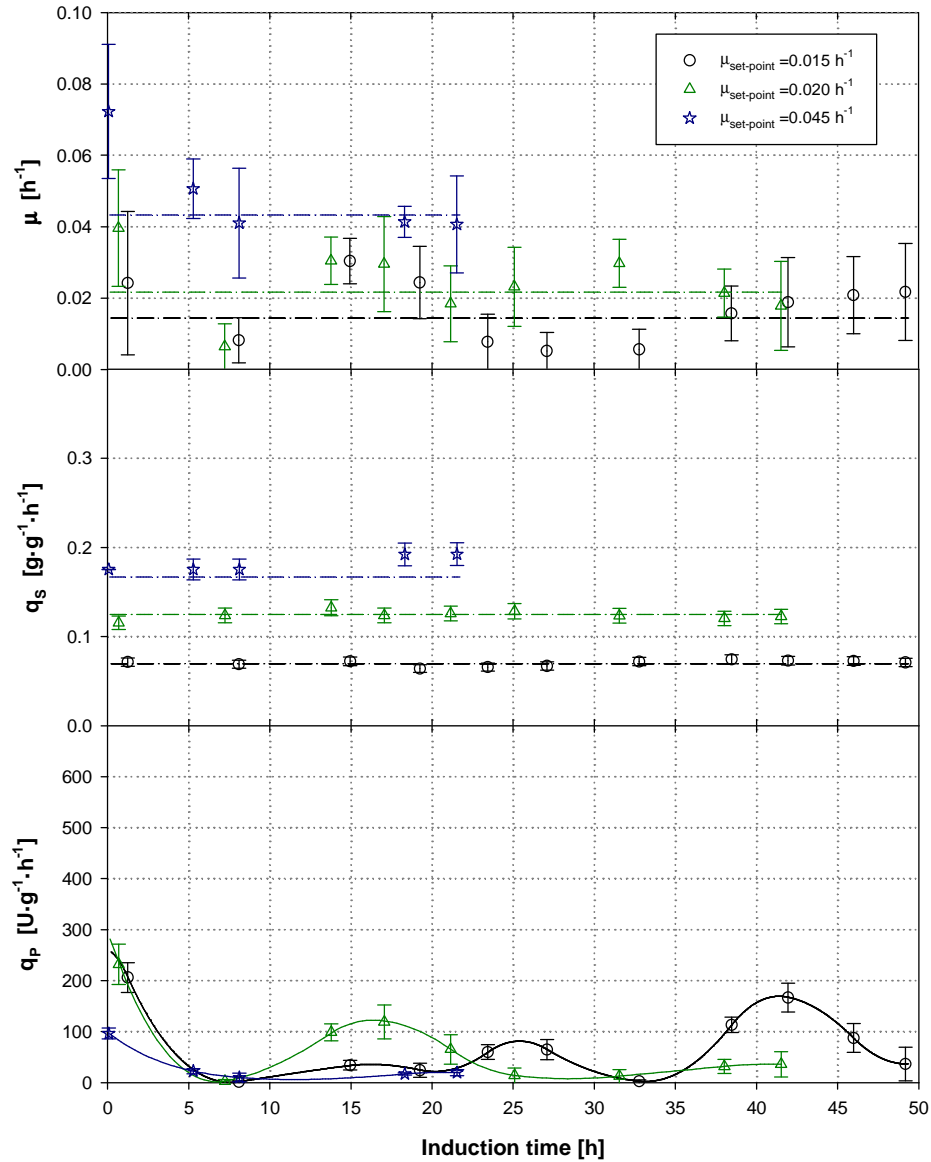 0.10
0.08
0.06
0.04
0.02
0.00
μ [h⁻¹]
μset-point =0.015 h⁻¹
μset-point =0.020 h⁻¹
μset-point =0.045 h⁻¹
0.3
0.2
0.1
0.0
qS [g·g⁻¹·h⁻¹]
600
500
400
300
200
100
0
qP [U·g⁻¹·h⁻¹]
0 5 10 15 20 25 30 35 40 45 50
Induction time [h]